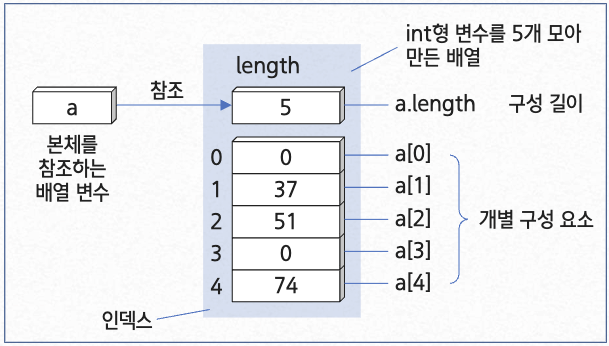 int형 변수를 5개 모아
만든 배열
length
참조
a
5
a.length 구성 길이
본체를
참조하는
배열 변수
0 0 a[0]
1 37 a[1]
2 51 a[2]
개별 구성 요소
3 0 a[3]
4 74 a[4]
인덱스